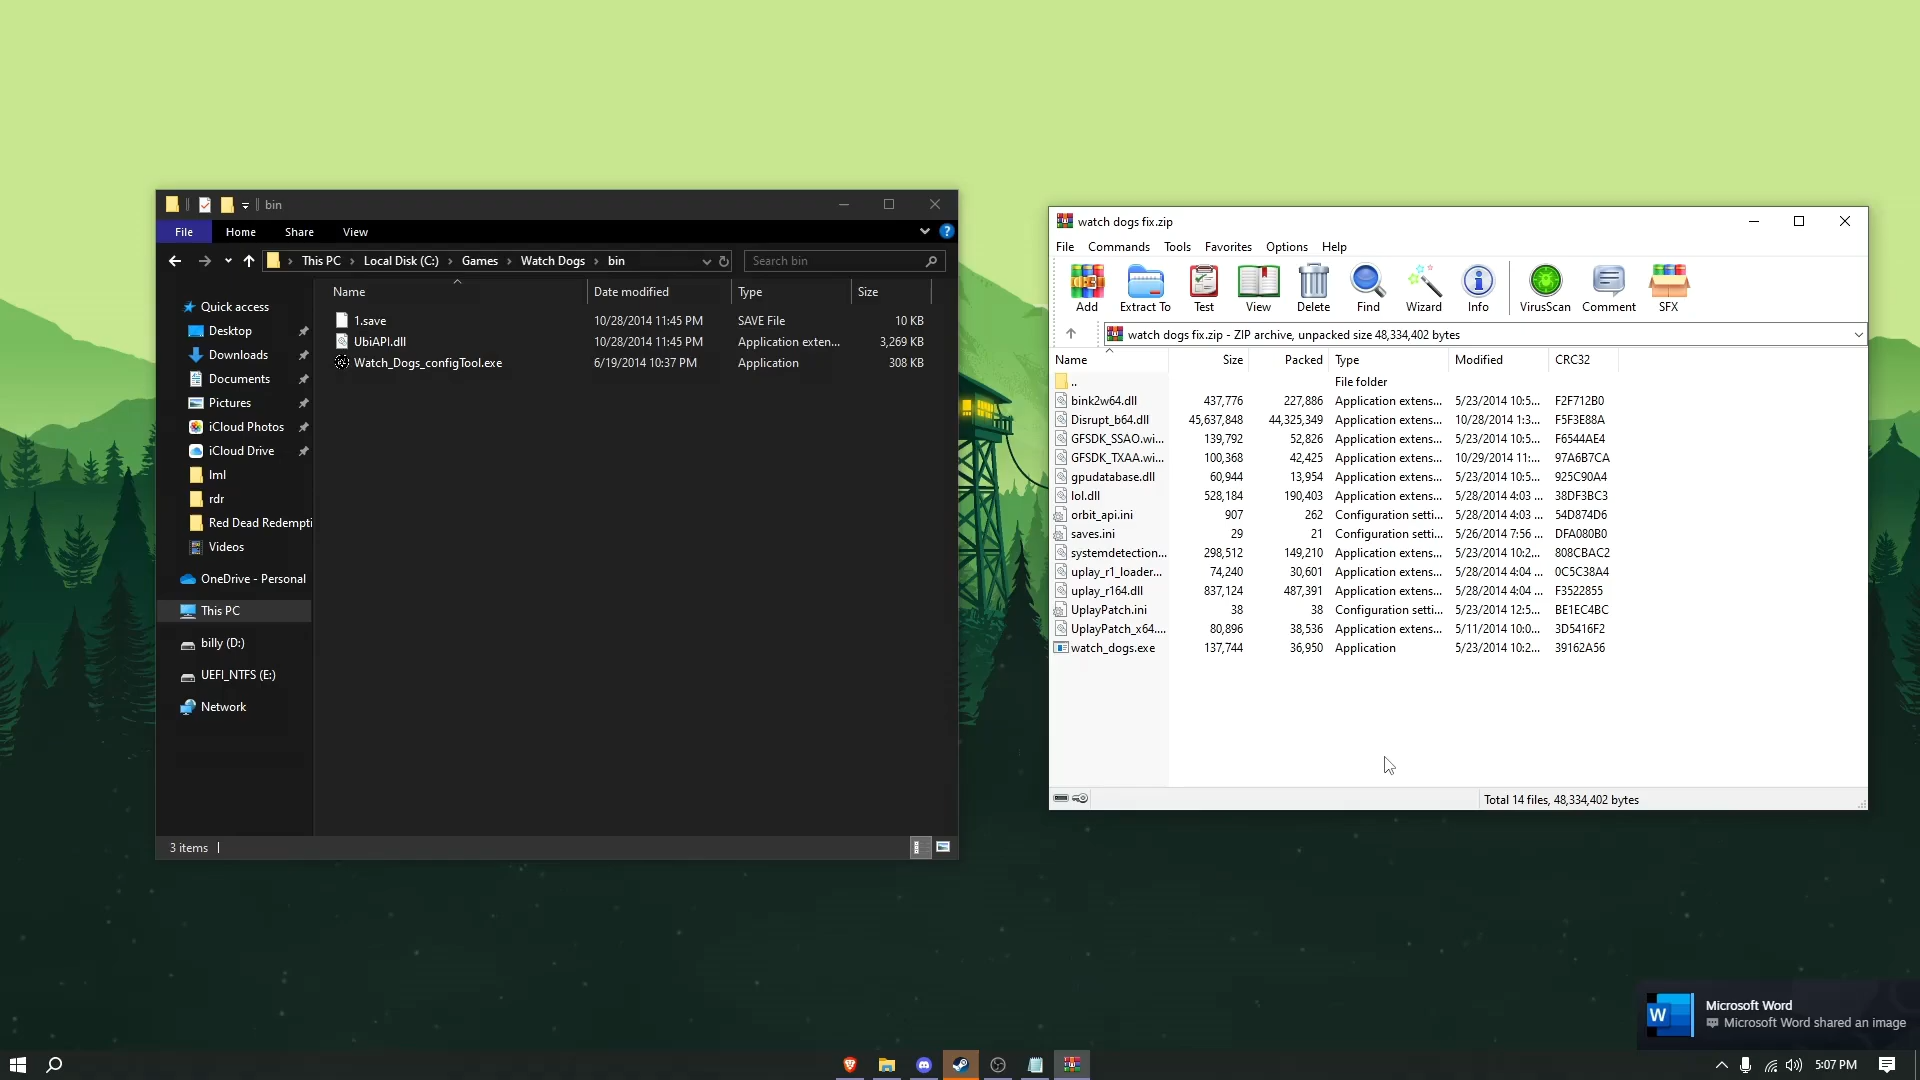 bin
File Home Share View
This PC > Local Disk (C:) > Games > Watch Dogs > bin
Search bin
Quick access
Desktop
Downloads
Documents
Pictures
iCloud Photos
iCloud Drive
lml
rdr
Red Dead Redempti
Videos
OneDrive - Personal
This PC
billy (D:)
UEFI_NTFS (E:)
Network
Name Date modified Type Size
1.save 10/28/2014 11:45 PM SAVE File 10 KB
UbiAPI.dll 10/28/2014 11:45 PM Application exten... 3,269 KB
Watch_Dogs_configTool.exe 6/19/2014 10:37 PM Application 308 KB
3 items
watch dogs fix.zip
File Commands Tools Favorites Options Help
Add Extract To Test View Delete Find Wizard Info VirusScan Comment SFX
watch dogs fix.zip - ZIP archive, unpacked size 48,334,402 bytes
Name Size Packed Type Modified CRC32
.. File folder
bink2w64.dll 437,776 227,886 Application extens... 5/23/2014 10:5... F2F712B0
Disrupt_b64.dll 45,637,848 44,325,349 Application extens... 10/28/2014 1:3... F5F3E88A
GFSDK_SSAO.wi... 139,792 52,826 Application extens... 5/23/2014 10:5... F6544AE4
GFSDK_TXAA.wi... 100,368 42,425 Application extens... 10/29/2014 11:... 97A6B7CA
gpudatabase.dll 60,944 13,954 Application extens... 5/23/2014 10:5... 925C90A4
lol.dll 528,184 190,403 Application extens... 5/28/2014 4:03 ... 38DF3BC3
orbit_api.ini 907 262 Configuration setti... 5/28/2014 4:03 ... 54D874D6
saves.ini 29 21 Configuration setti... 5/26/2014 7:56 ... DFA080B0
systemdetection... 298,512 149,210 Application extens... 5/23/2014 10:2... 808CBAC2
uplay_r1_loader... 74,240 30,601 Application extens... 5/28/2014 4:04 ... 0C5C38A4
uplay_r164.dll 837,124 487,391 Application extens... 5/28/2014 4:04 ... F3522855
UplayPatch.ini 38 38 Configuration setti... 5/23/2014 12:5... BE1EC4BC
UplayPatch_x64.... 80,896 38,536 Application extens... 5/11/2014 10:0... 3D5416F2
watch_dogs.exe 137,744 36,950 Application 5/23/2014 10:2... 39162A56
Total 14 files, 48,334,402 bytes
Microsoft Word
Microsoft Word shared an image
5:07 PM